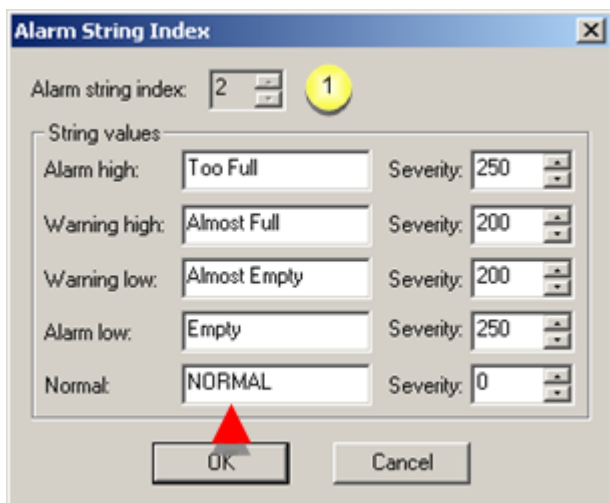 Alarm String Index
Alarm string index: 2 1
String values
Alarm high: Too Full Severity: 250
Warning high: Almost Full Severity: 200
Warning low: Almost Empty Severity: 200
Alarm low: Empty Severity: 250
Normal: NORMAL Severity: 0
OK Cancel